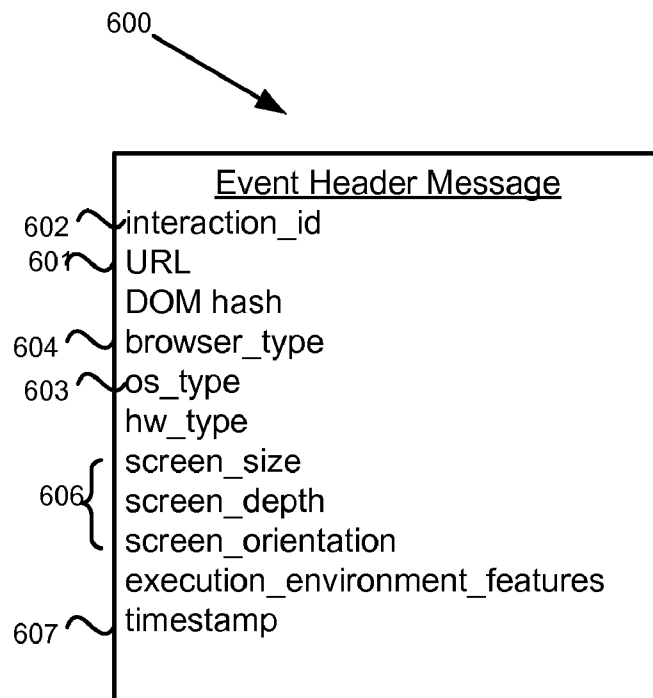 600
Event Header Message
602 interaction_id
601 URL
DOM hash
604 browser_type
603 os_type
hw_type
screen_size
606 screen_depth
screen_orientation
execution_environment_features
607 timestamp